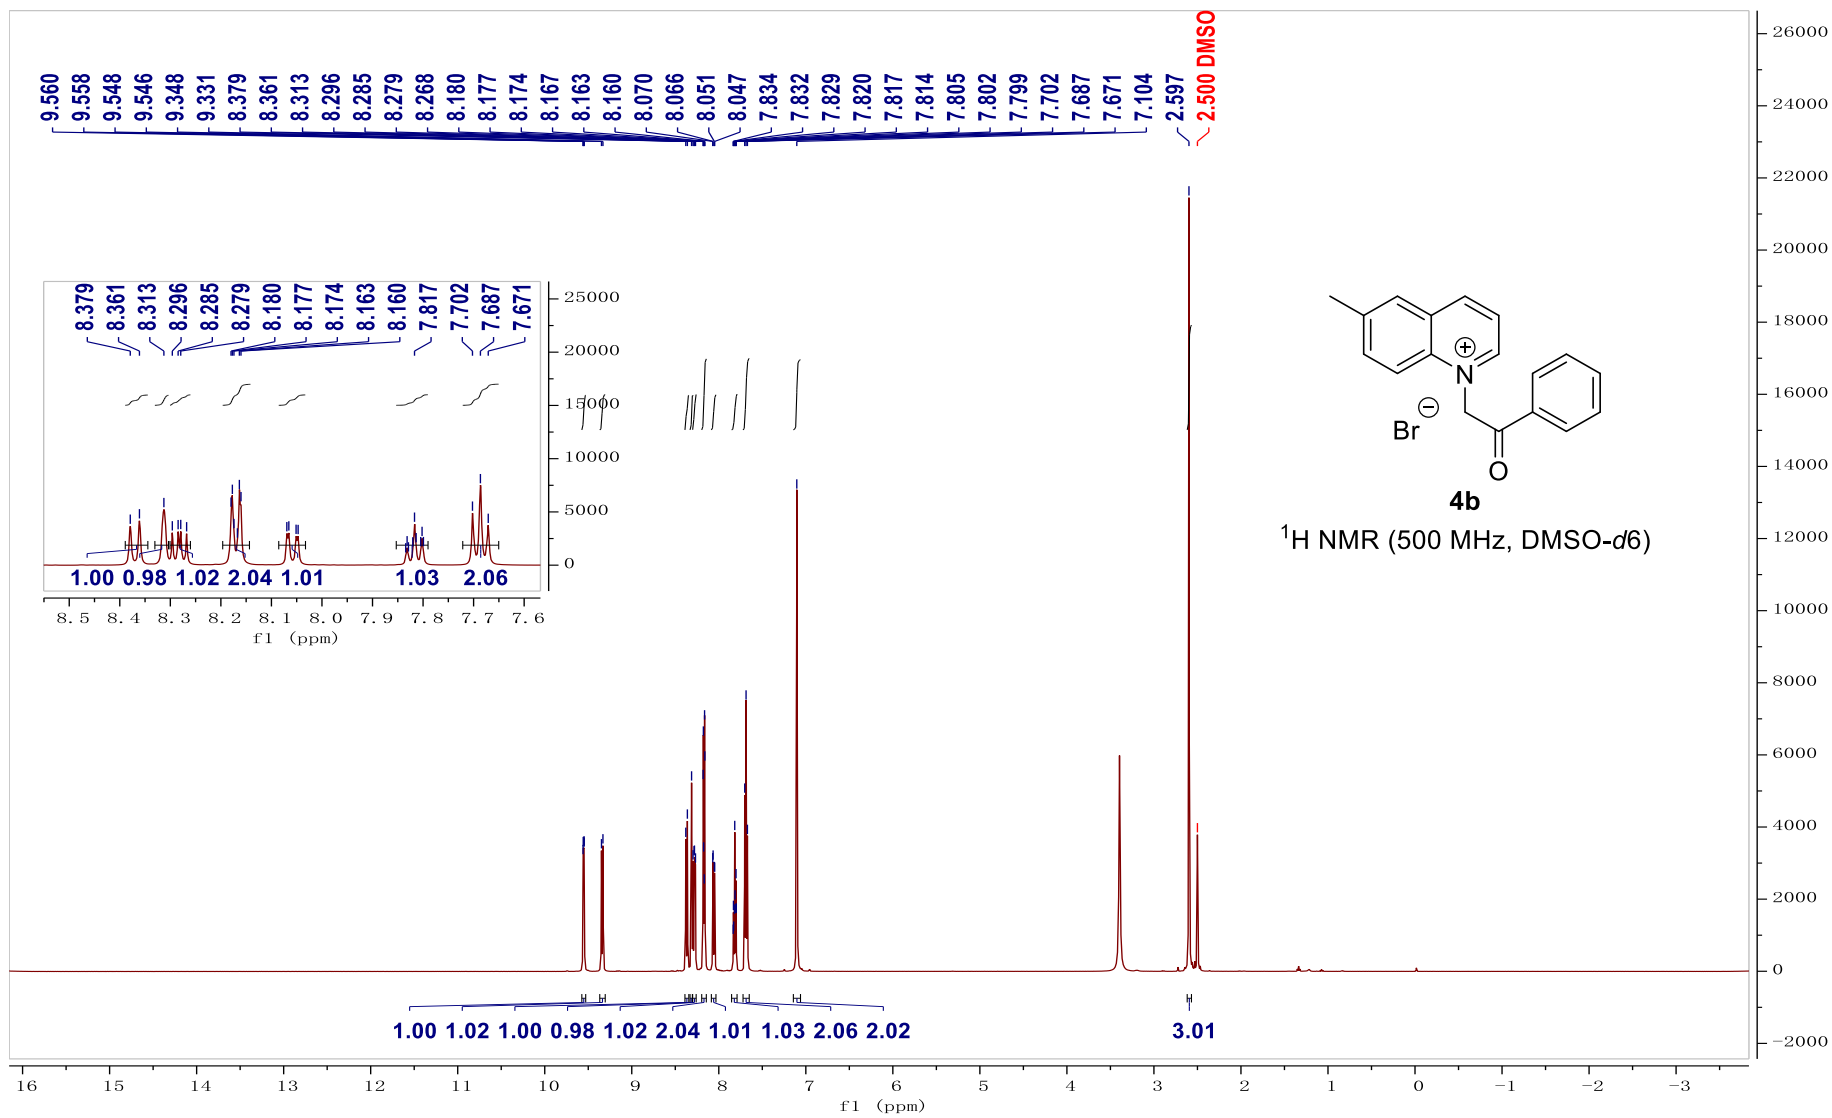 9.560 9.558 9.548 9.546 9.348 9.331 8.379 8.361 8.313 8.296 8.285 8.279 8.268 8.180 8.177 8.174 8.167 8.163 8.160 8.070 8.066 8.051 8.047 7.834 7.832 7.829 7.820 7.817 7.814 7.805 7.802 7.799 7.702 7.687 7.671 7.104 2.597 2.500 DMSO
8.379 8.361 8.313 8.296 8.285 8.279 8.180 8.177 8.174 8.163 8.160 7.817 7.702 7.687 7.671
25000
20000
15000
10000
5000
0
1.00 0.98 1.02 2.04 1.01 1.03 2.06
8.5 8.4 8.3 8.2 8.1 8.0 7.9 7.8 7.7 7.6
f1 (ppm)
+
N
Br
−
O
4b
¹H NMR (500 MHz, DMSO-d6)
26000
24000
22000
20000
18000
16000
14000
12000
10000
8000
6000
4000
2000
0
−2000
1.00 1.02 1.00 0.98 1.02 2.04 1.01 1.03 2.06 2.02 3.01
16 15 14 13 12 11 10 9 8 7 6 5 4 3 2 1 0 −1 −2 −3
f1 (ppm)